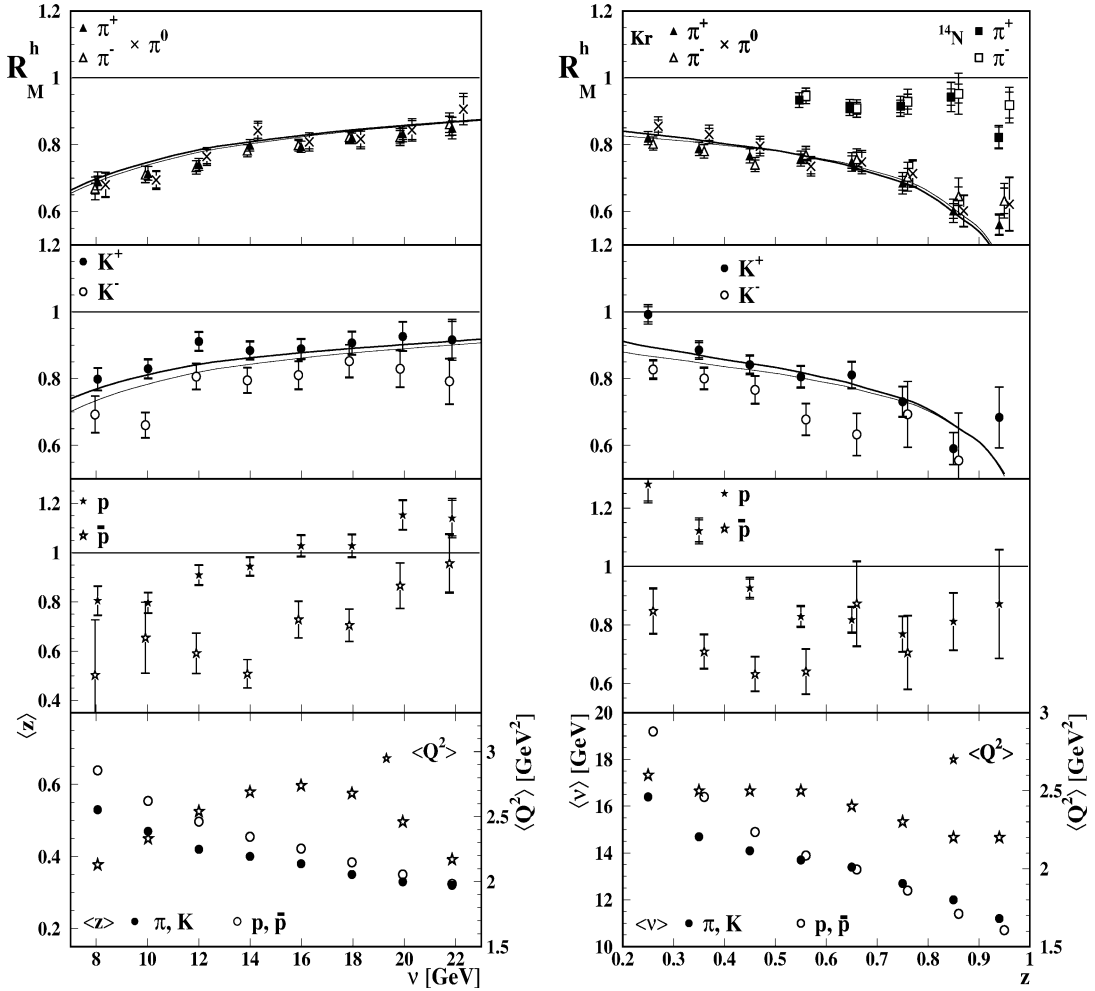 1.2
R_M^h
▲ π⁺
△ π⁻
× π⁰
1
0.8
0.6
1.2
● K⁺
○ K⁻
1
0.8
0.6
1.2
★ p
☆ p̄
1
0.8
0.6
0.4
⟨z⟩
0.6
0.4
0.2
☆ <Q²>
3
2.5
2
1.5
⟨Q²⟩ [GeV²]
<z> ● π, K ○ p, p̄
8 10 12 14 16 18 20 22
ν [GeV]
1.2
R_M^h
Kr ▲ π⁺
△ π⁻
× π⁰
¹⁴N ■ π⁺
□ π⁻
1
0.8
0.6
1.2
● K⁺
○ K⁻
1
0.8
0.6
1.2
★ p
☆ p̄
1
0.8
0.6
20
18
16
14
12
10
⟨ν⟩ [GeV]
☆ <Q²>
3
2.5
2
1.5
⟨Q²⟩ [GeV²]
<ν> ● π, K ○ p, p̄
0.2 0.3 0.4 0.5 0.6 0.7 0.8 0.9 1
z